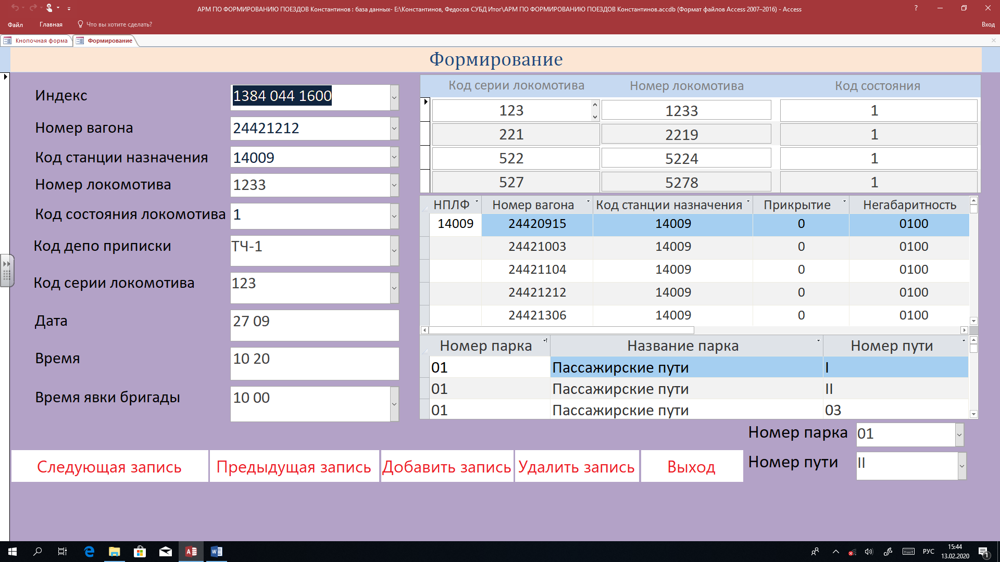 АРМ ПО ФОРМИРОВАНИЮ ПОЕЗДОВ Константинов : база данных- E:\Константинов, Федосов СУБД Итог\АРМ ПО ФОРМИРОВАНИЮ ПОЕЗДОВ Константинов.accdb (Формат файлов Access 2007–2016) - Access
?
Файл Главная Что вы хотите сделать? Вход
Кнопочная форма Формирование
Формирование
Индекс 1384 044 1600
Номер вагона 24421212
Код станции назначения 14009
Номер локомотива 1233
Код состояния локомотива 1
Код депо приписки ТЧ-1
Код серии локомотива 123
Дата 27 09
Время 10 20
Время явки бригады 10 00
Код серии локомотива Номер локомотива Код состояния
123 1233 1
221 2219 1
522 5224 1
527 5278 1
НПЛФ Номер вагона Код станции назначения Прикрытие Негабаритность
14009 24420915 14009 0 0100
24421003 14009 0 0100
24421104 14009 0 0100
24421212 14009 0 0100
24421306 14009 0 0100
Номер парка Название парка Номер пути
01 Пассажирские пути I
01 Пассажирские пути II
01 Пассажирские пути 03
Номер парка 01
Номер пути II
Следующая запись Предыдущая запись Добавить запись Удалить запись Выход
РУС
15:44
13.02.2020
1